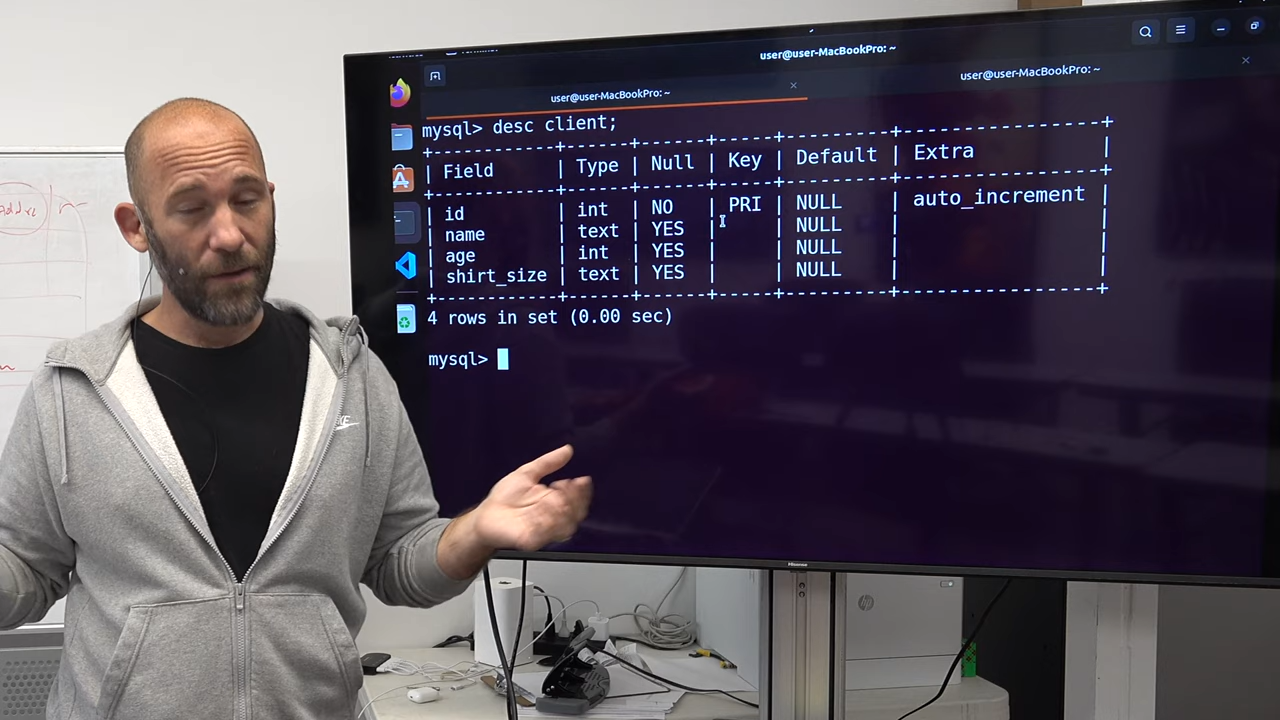 user@user-MacBookPro: ~
user@user-MacBookPro: ~
user@user-MacBookPro: ~
mysql> desc client;
+------------+------+------+-----+---------+----------------+
| Field | Type | Null | Key | Default | Extra |
+------------+------+------+-----+---------+----------------+
| id | int | NO | PRI | NULL | auto_increment |
| name | text | YES | | NULL | |
| age | int | YES | | NULL | |
| shirt_size | text | YES | | NULL | |
+------------+------+------+-----+---------+----------------+
4 rows in set (0.00 sec)
mysql>
Hisense
hp